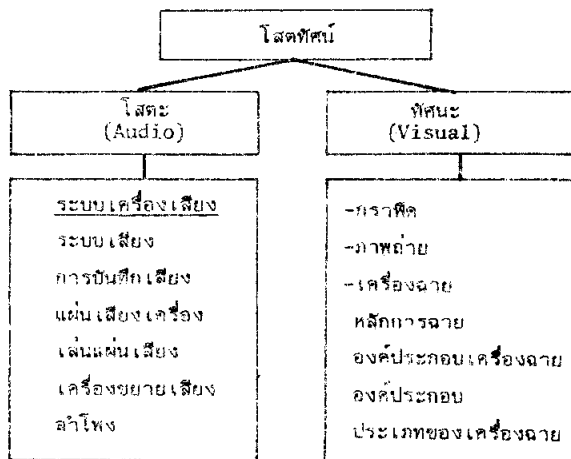 โสตทัศน์
โสตะ
(Audio)
ทัศนะ
(Visual)
ระบบเครื่องเสียง
ระบบเสียง
การบันทึกเสียง
แผ่นเสียงเครื่อง
เล่นแผ่นเสียง
เครื่องขยายเสียง
ลำโพง
-กราฟิค
-ภาพถ่าย
-เครื่องฉาย
หลักการฉาย
องค์ประกอบเครื่องฉาย
องค์ประกอบ
ประเภทของเครื่องฉาย